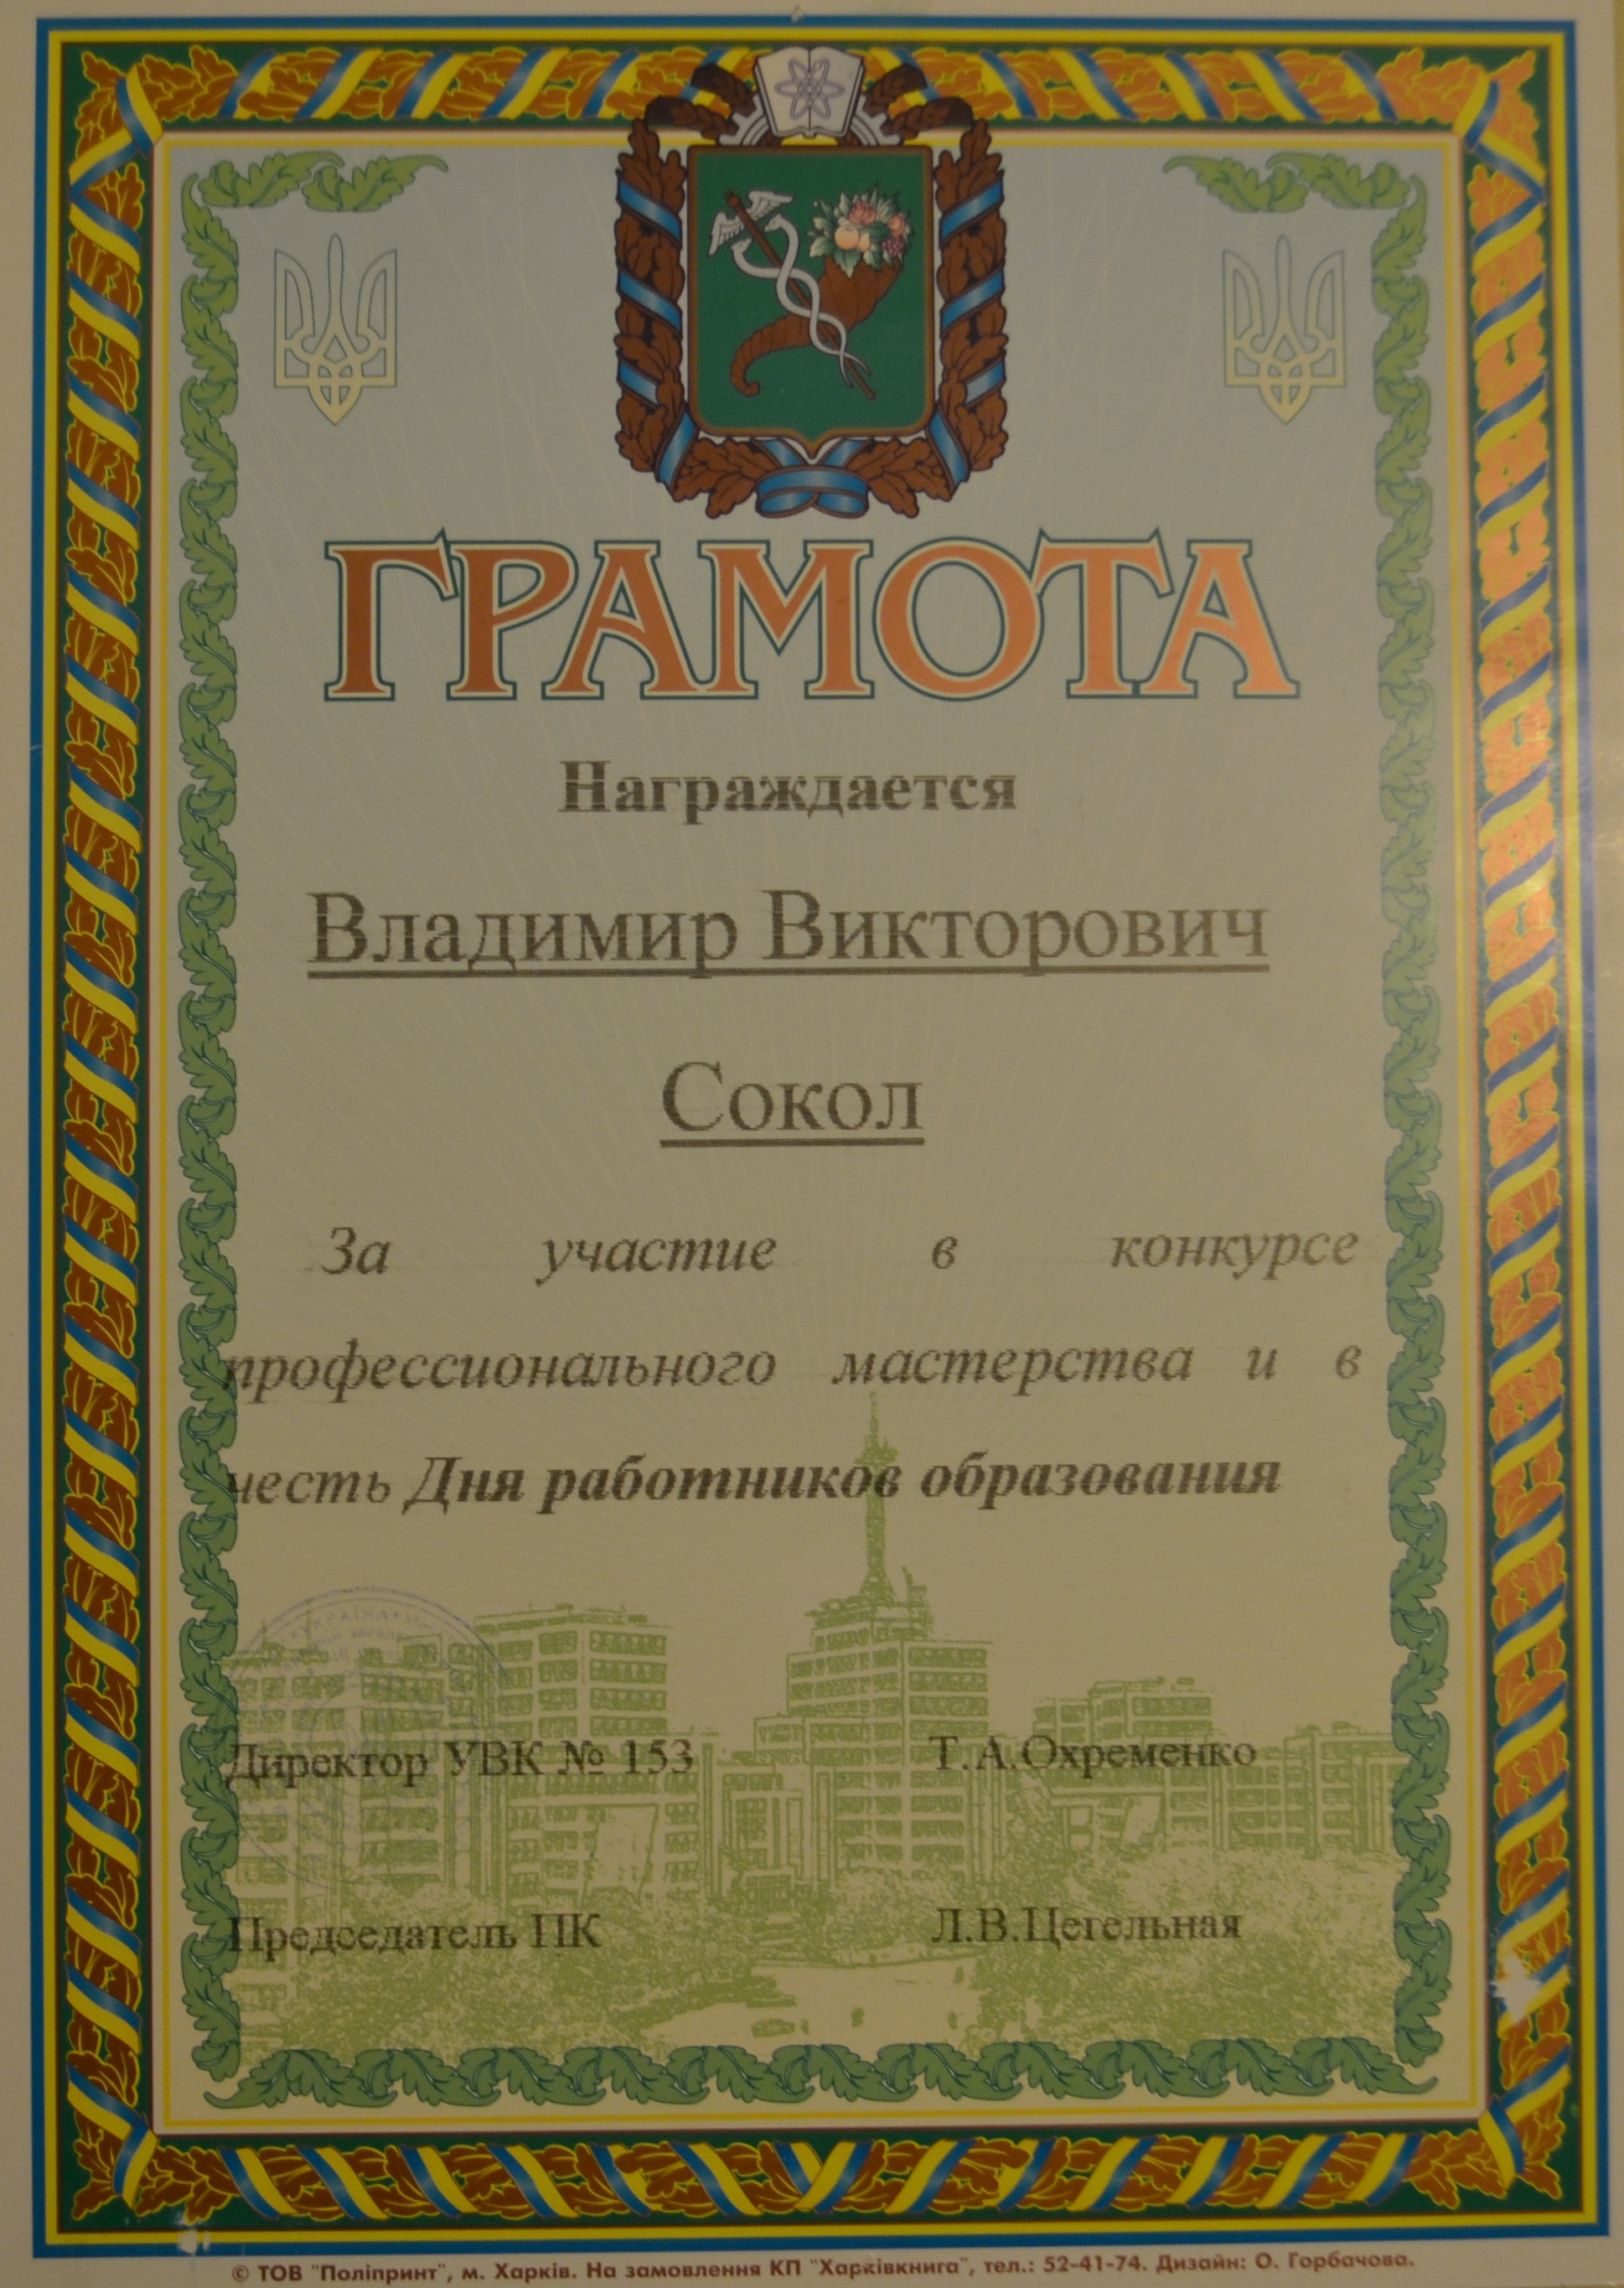 ГРАМОТА
Награждается
Владимир Викторович
Сокол
За участие в конкурсе
профессионального мастерства и в
честь Дня работников образования
УКРАЇНА
Директор УВК № 153 Т.А.Охременко
Председатель ПК Л.В.Цегельная
© ТОВ "Поліпринт", м. Харків. На замовлення КП "Харківкнига", тел.: 52-41-74. Дизайн: О. Горбачова.